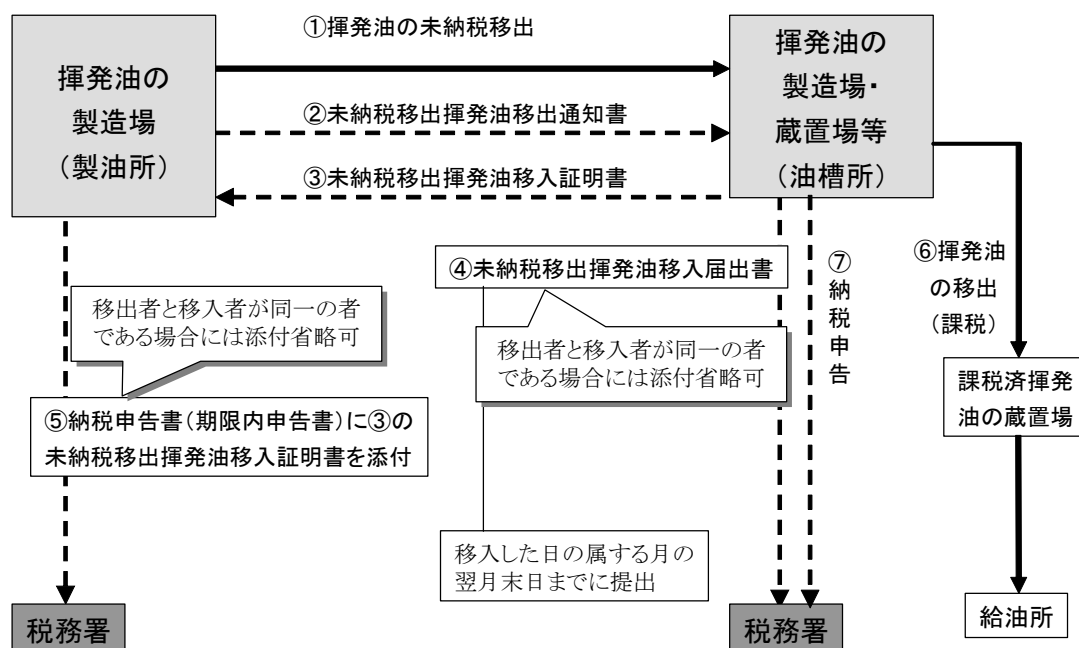 ①揮発油の未納税移出
揮発油の
製造場
（製油所）
②未納税移出揮発油移出通知書
③未納税移出揮発油移入証明書
揮発油の
製造場・
蔵置場等
（油槽所）
④未納税移出揮発油移入届出書
移出者と移入者が同一の者
である場合には添付省略可
移出者と移入者が同一の者
である場合には添付省略可
⑤納税申告書（期限内申告書）に③の
未納税移出揮発油移入証明書を添付
移入した日の属する月の
翌月末日までに提出
⑦納税申告
⑥揮発油
の移出
（課税）
課税済揮発
油の蔵置場
給油所
税務署
税務署